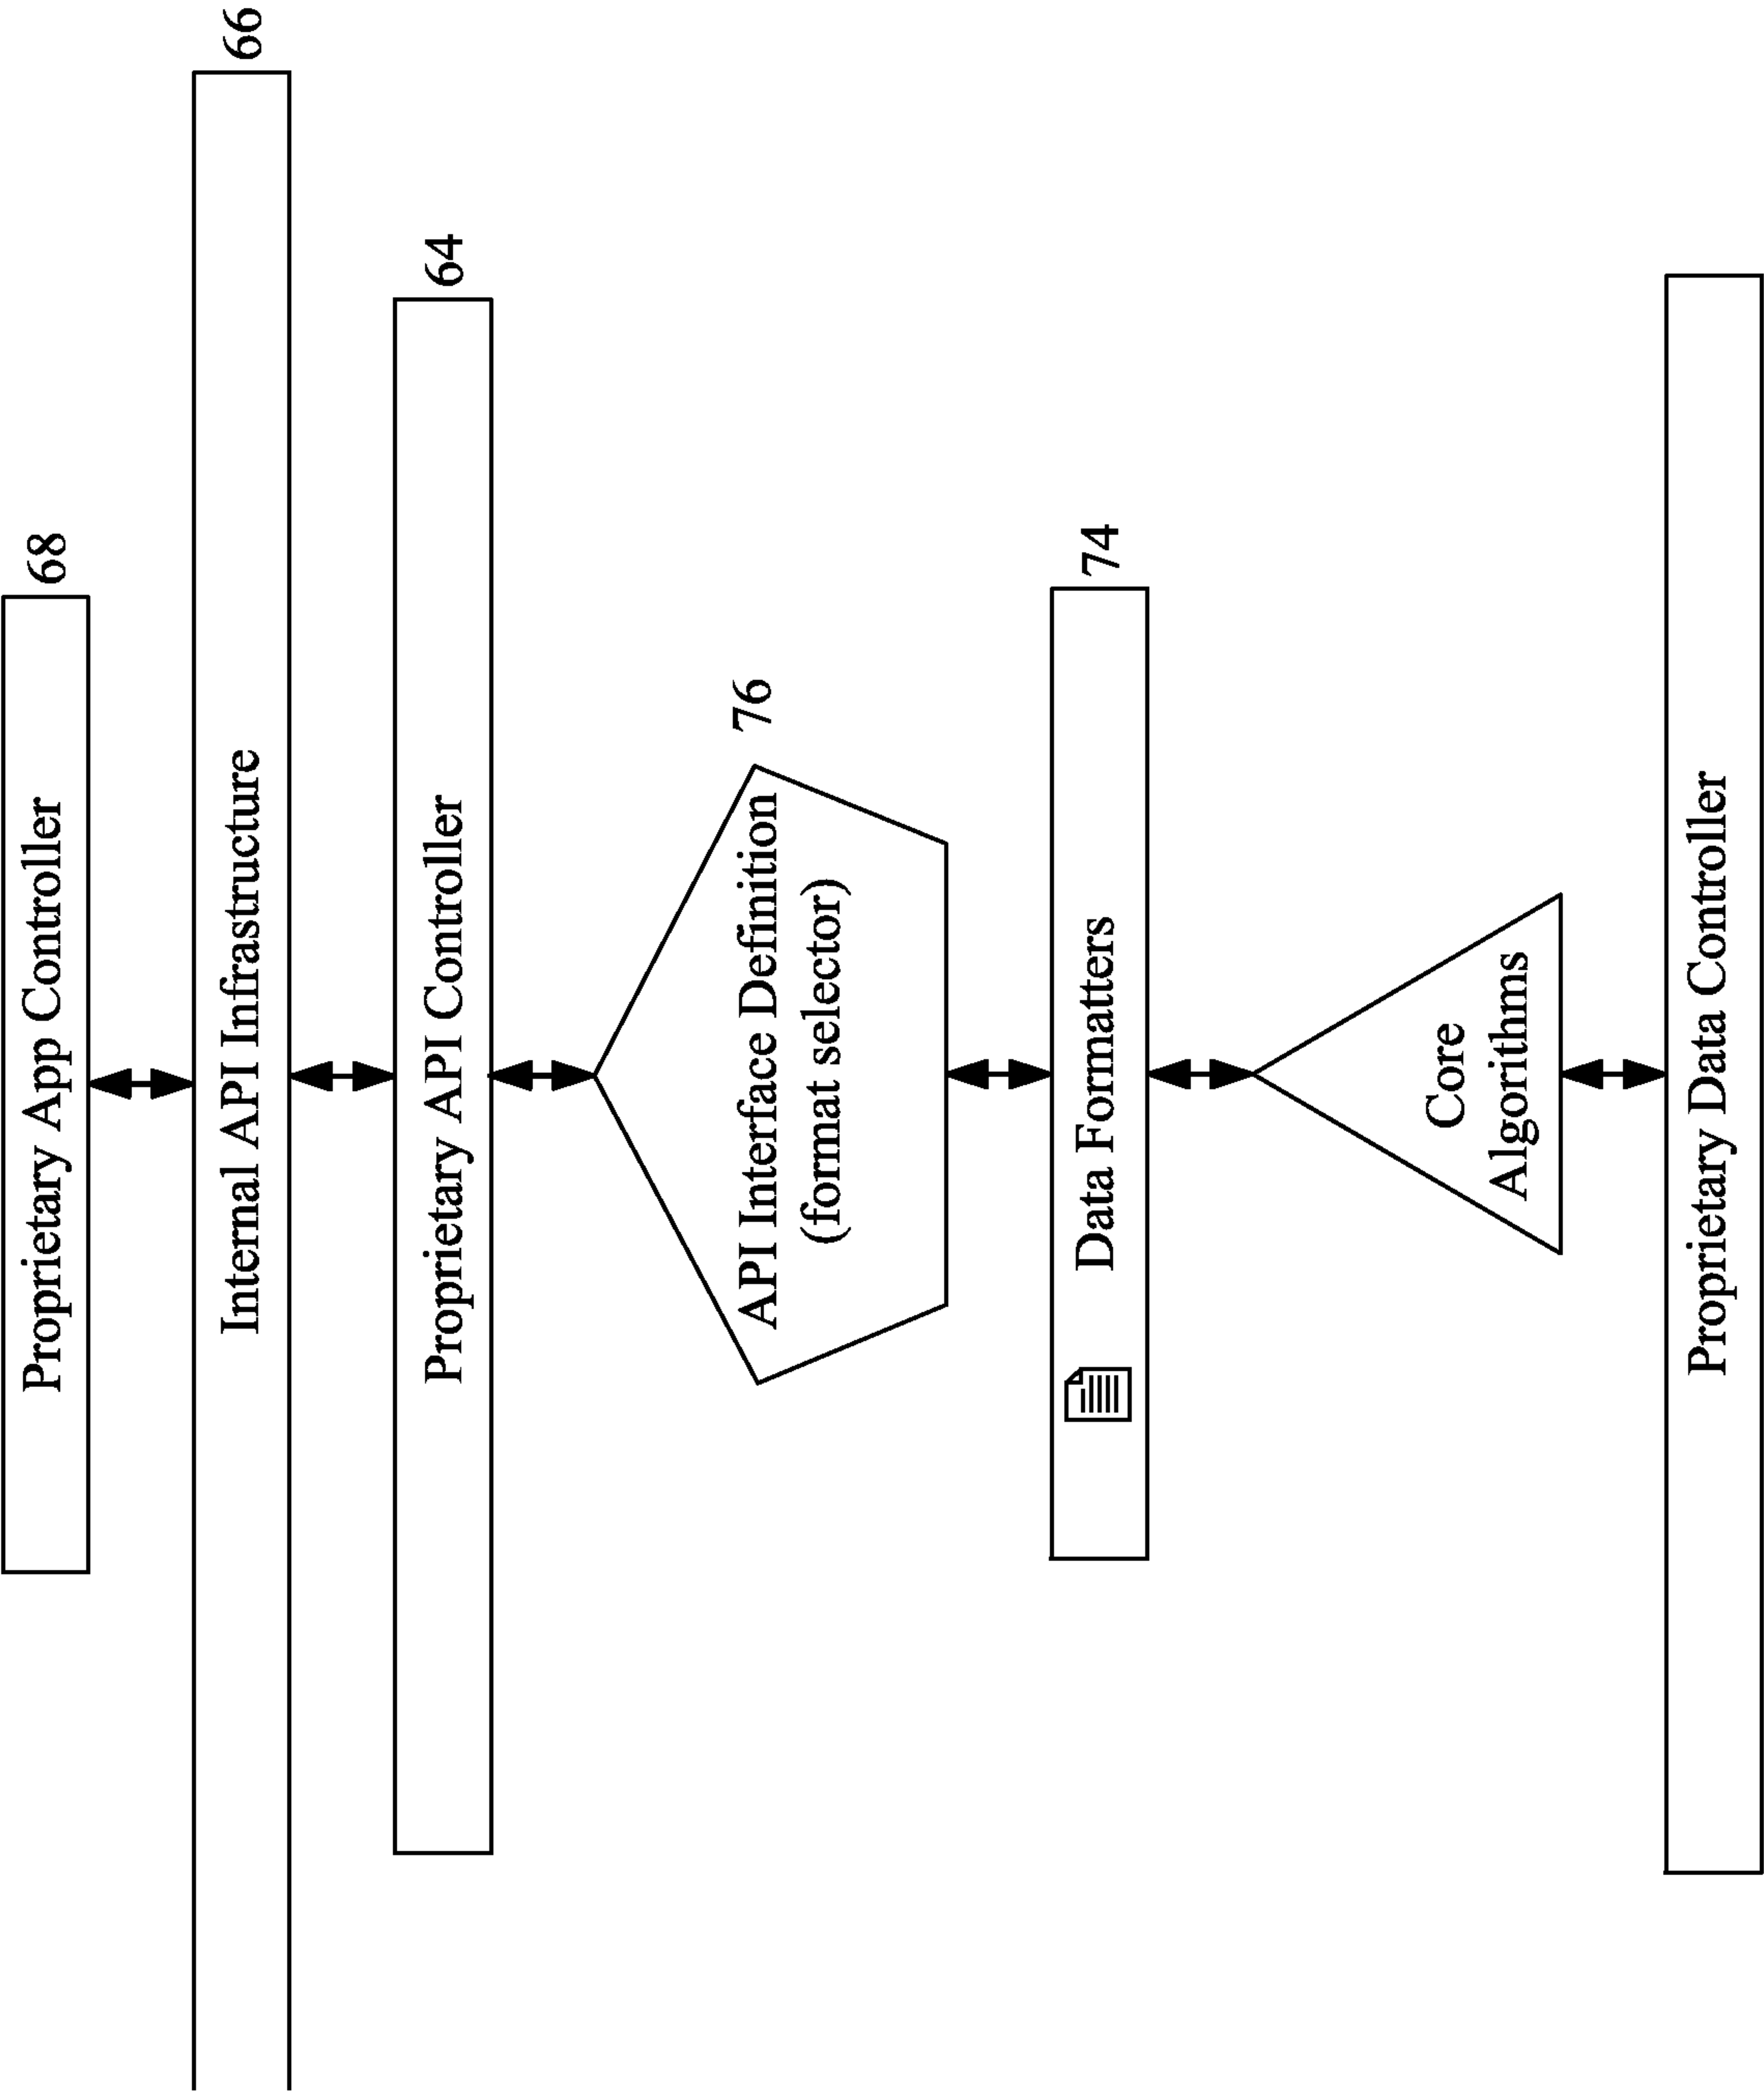 Proprietary App Controller 68
Internal API Infrastructure 66
Proprietary API Controller 64
API Interface Definition 76
(format selector)
Data Formatters 74
Core
Algorithms
Proprietary Data Controller